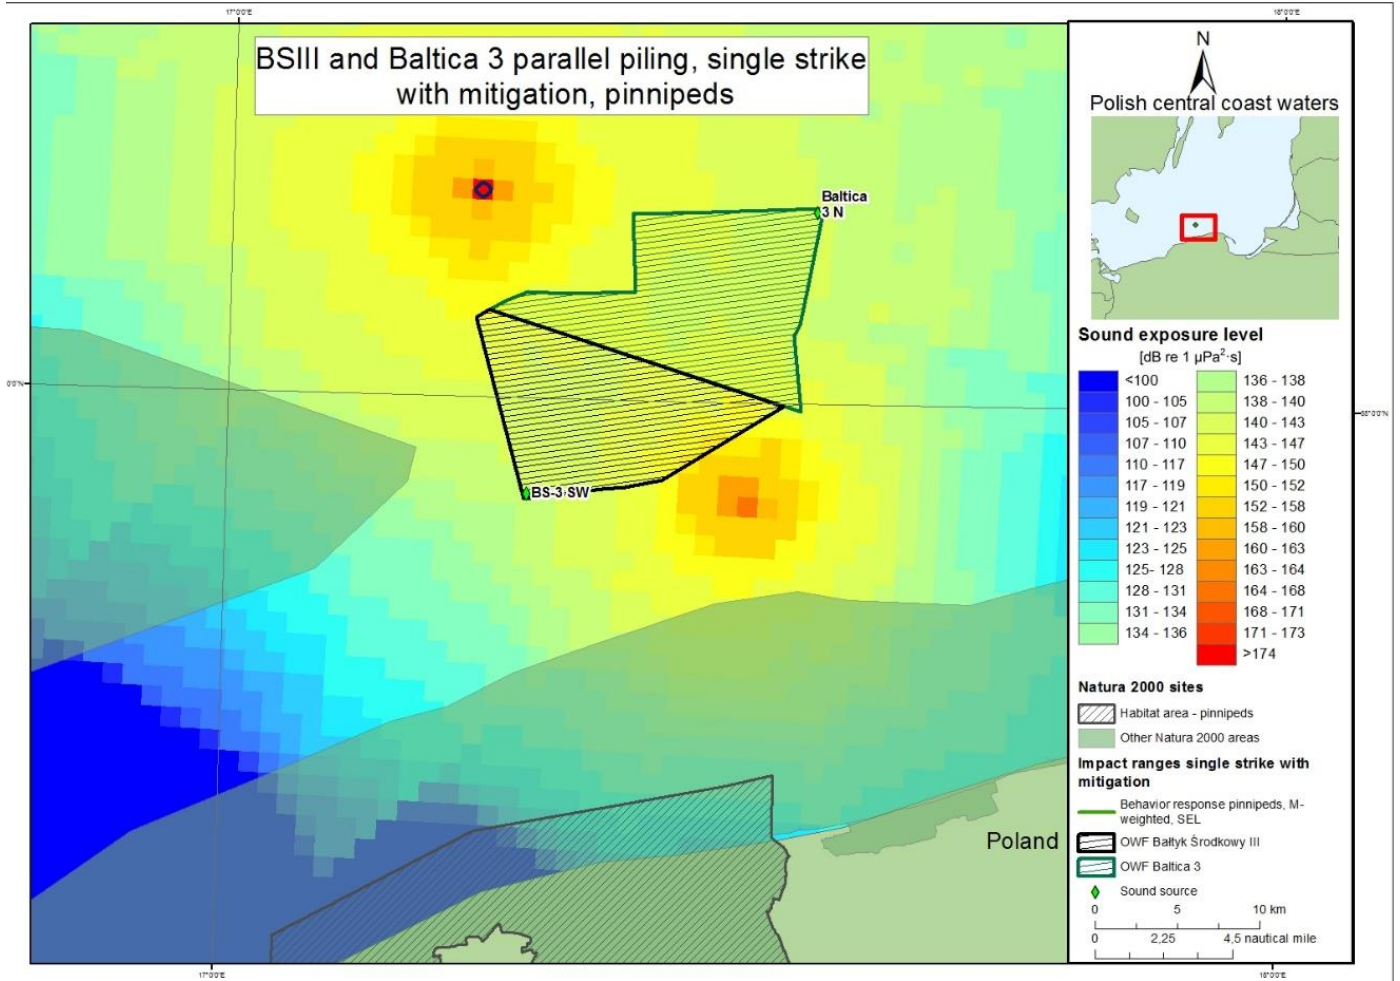 17°0'0"E
18°0'0"E
BSIII and Baltica 3 parallel piling, single strike
with mitigation, pinnipeds
Baltica
3 N
BS-3 SW
0'0"N
55°0'0"N
Poland
17°0'0"E
18°0'0"E
N
Polish central coast waters
Sound exposure level
[dB re 1 µPa²·s]
<100
100 - 105
105 - 107
107 - 110
110 - 117
117 - 119
119 - 121
121 - 123
123 - 125
125- 128
128 - 131
131 - 134
134 - 136
136 - 138
138 - 140
140 - 143
143 - 147
147 - 150
150 - 152
152 - 158
158 - 160
160 - 163
163 - 164
164 - 168
168 - 171
171 - 173
>174
Natura 2000 sites
Habitat area - pinnipeds
Other Natura 2000 areas
Impact ranges single strike with
mitigation
Behavior response pinnipeds, M-
weighted, SEL
OWF Bałtyk Środkowy III
OWF Baltica 3
Sound source
0 5 10 km
0 2,25 4,5 nautical mile